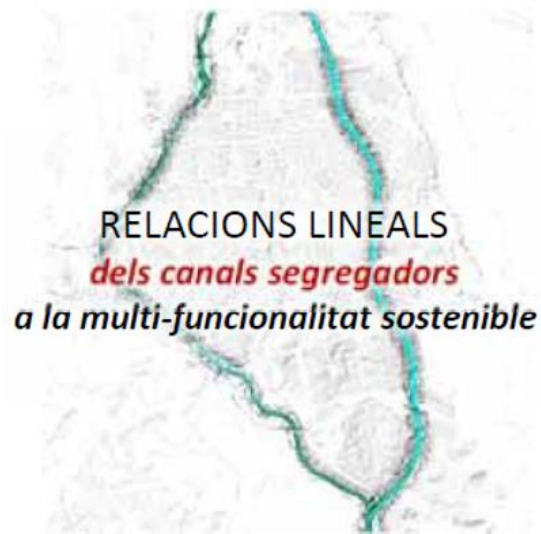 RELACIONS LINEALS
dels canals segregadors
a la multi-funcionalitat sostenible